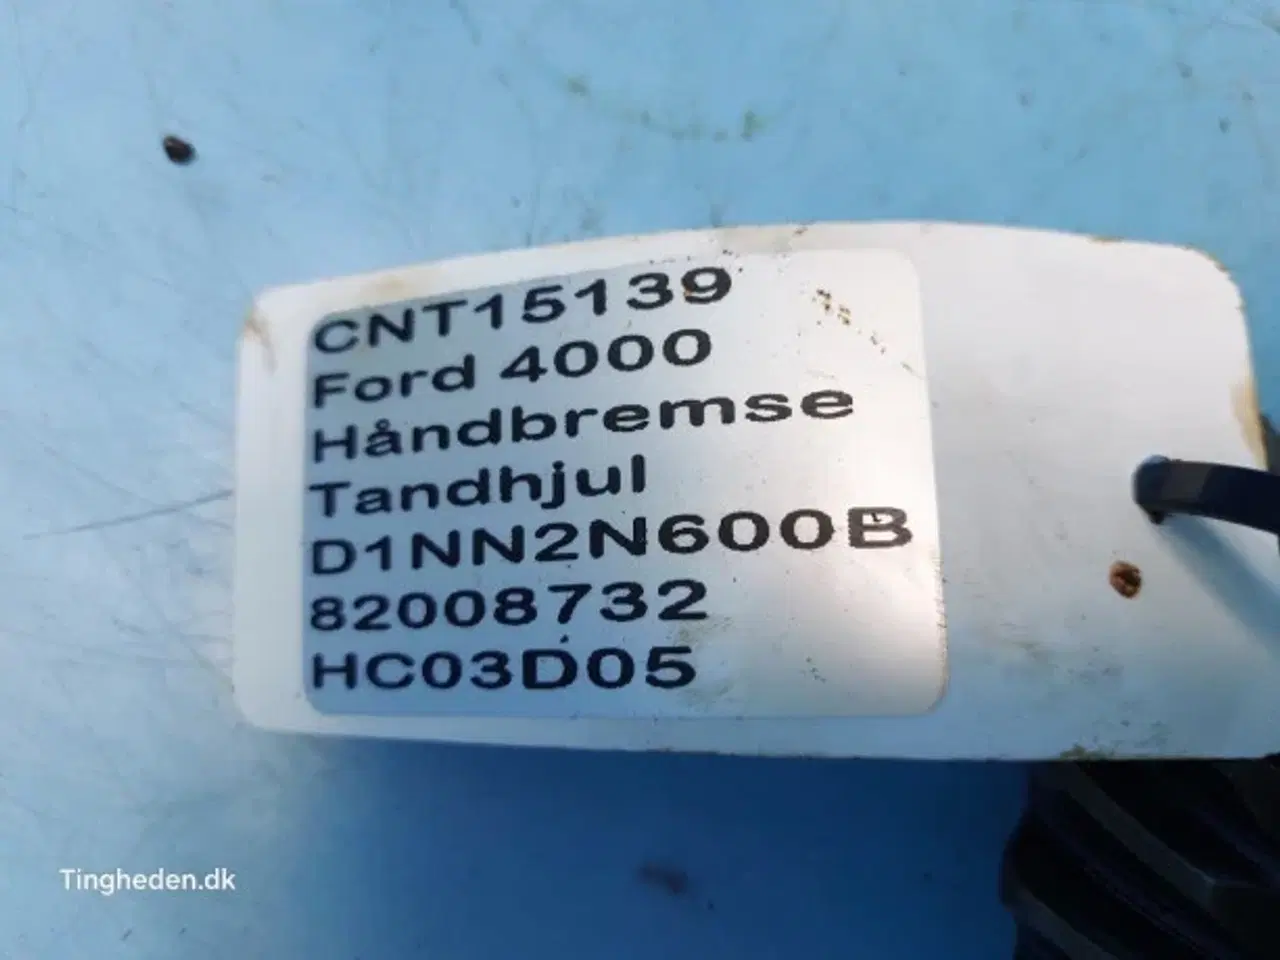 CNT15139
Ford 4000
Håndbremse
Tandhjul
D1NN2N600B
82008732
HC03D05
Tingheden.dk